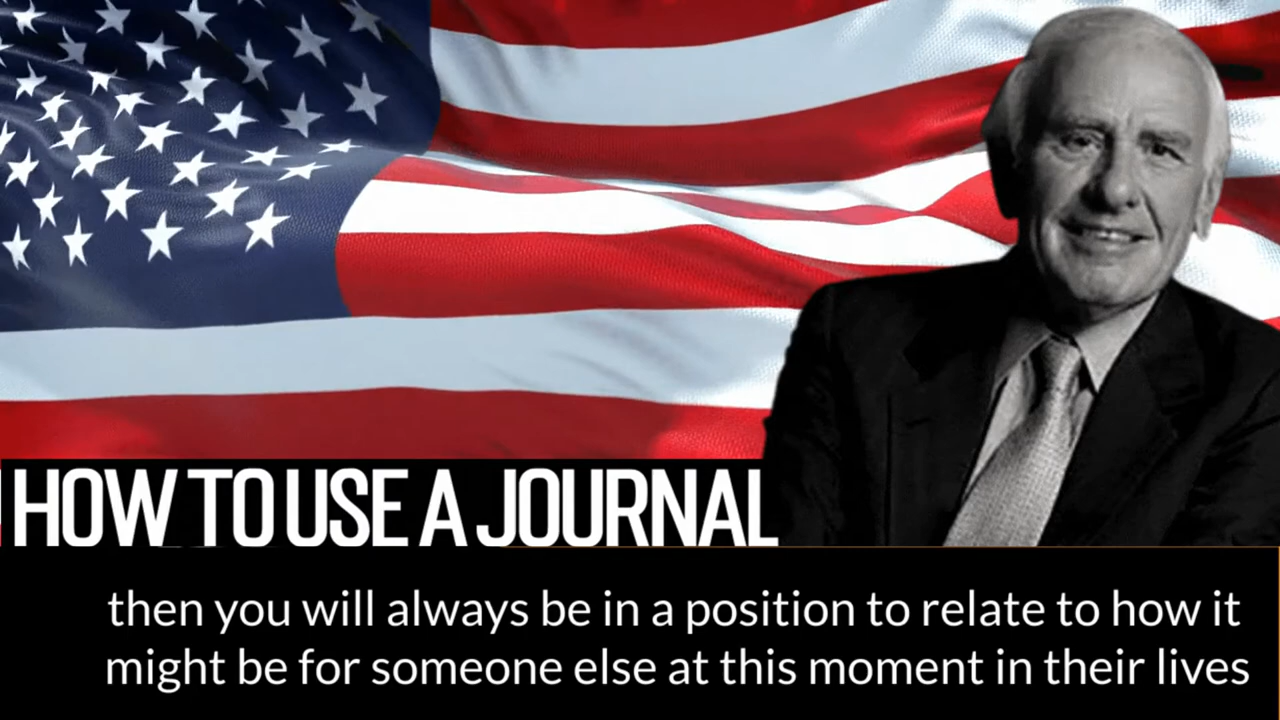 HOW TO USE A JOURNAL
then you will always be in a position to relate to how it
might be for someone else at this moment in their lives